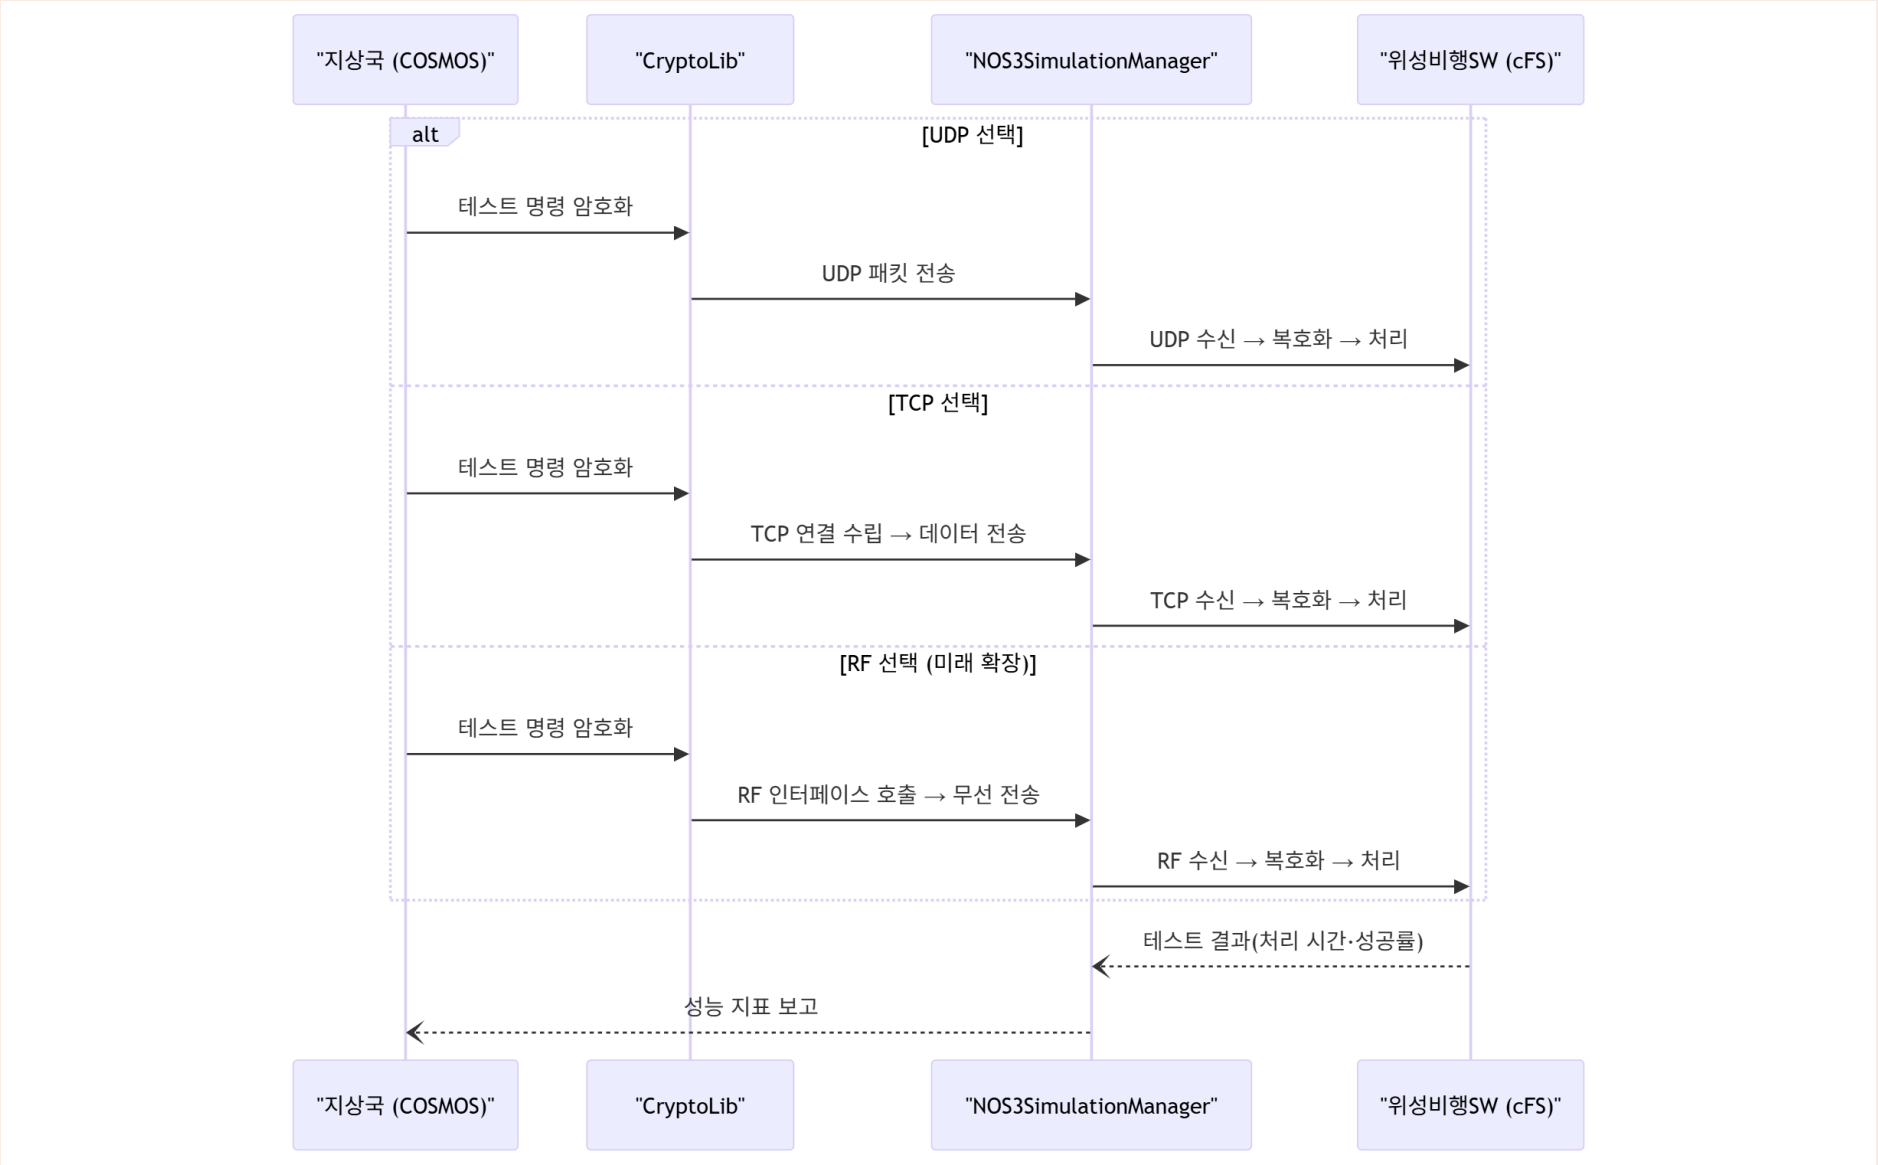 "지상국 (COSMOS)"
"CryptoLib"
"NOS3SimulationManager"
"위성비행SW (cFS)"
alt
[UDP 선택]
테스트 명령 암호화
UDP 패킷 전송
UDP 수신 → 복호화 → 처리
[TCP 선택]
테스트 명령 암호화
TCP 연결 수립 → 데이터 전송
TCP 수신 → 복호화 → 처리
[RF 선택 (미래 확장)]
테스트 명령 암호화
RF 인터페이스 호출 → 무선 전송
RF 수신 → 복호화 → 처리
테스트 결과(처리 시간·성공률)
성능 지표 보고
"지상국 (COSMOS)"
"CryptoLib"
"NOS3SimulationManager"
"위성비행SW (cFS)"